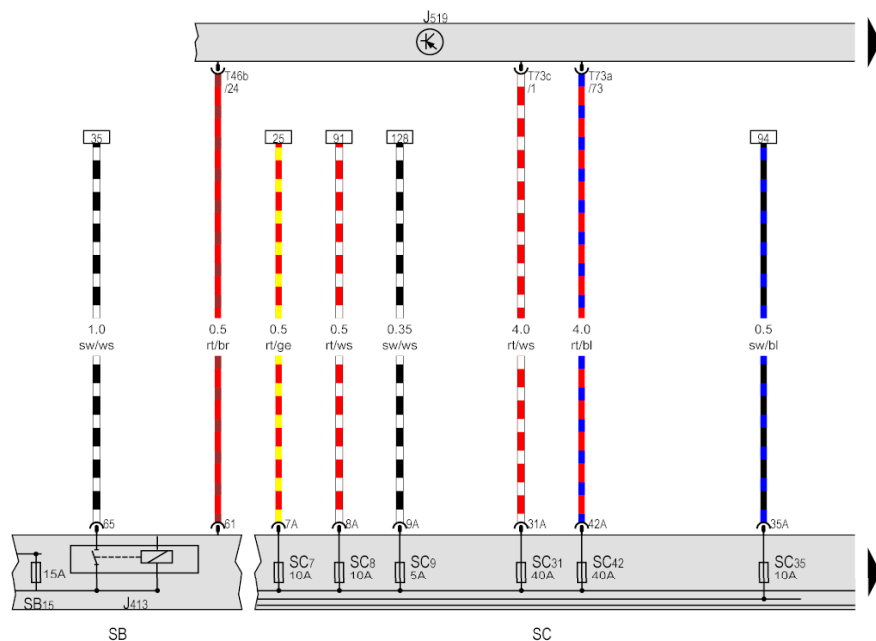 J519
T46b
/24
T73c
/1
T73a
/73
35
25
91
128
94
1.0
sw/ws
0.5
rt/br
0.5
rt/ge
0.5
rt/ws
0.35
sw/ws
4.0
rt/ws
4.0
rt/bl
0.5
sw/bl
65
61
7A
8A
9A
31A
42A
35A
15A
SB15
J413
SC7
10A
SC8
10A
SC9
5A
SC31
40A
SC42
40A
SC35
10A
SB
SC